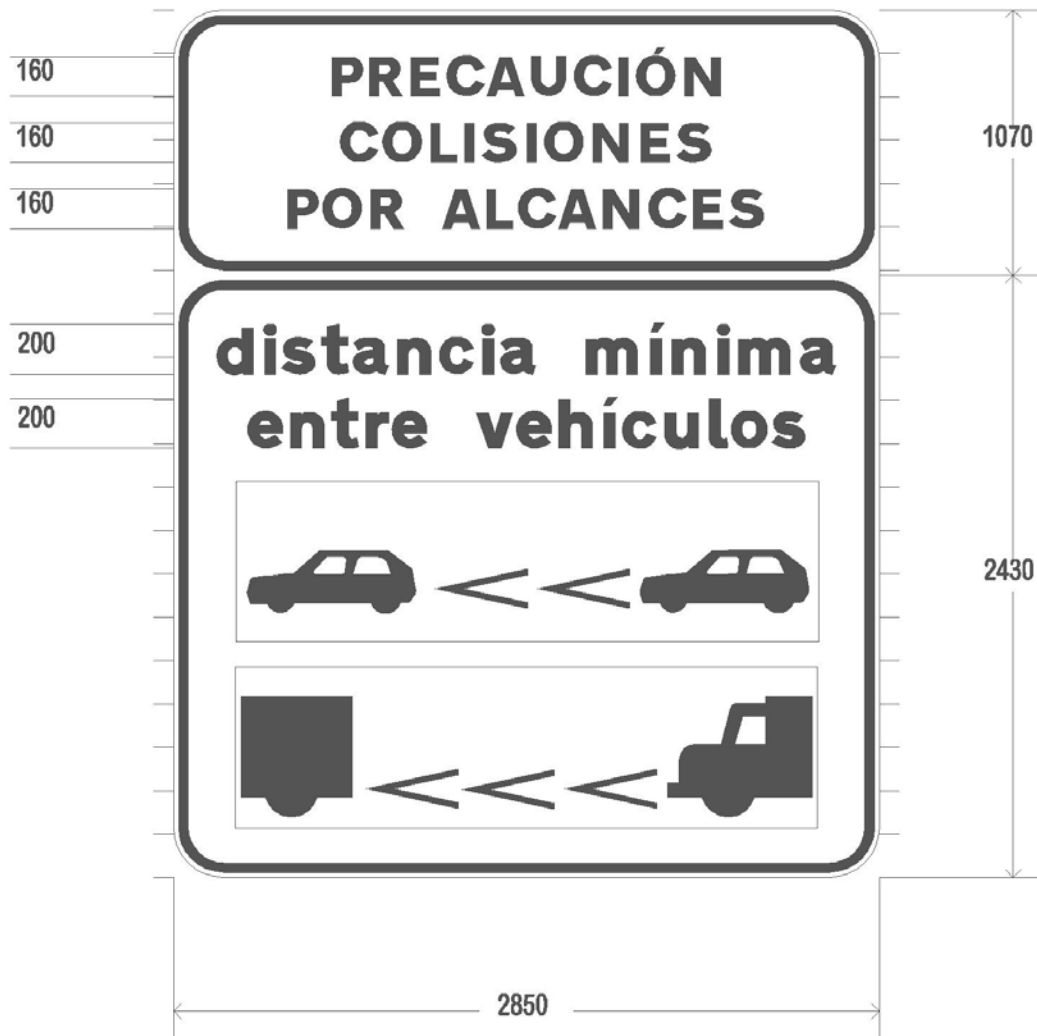 PRECAUCIÓN
COLISIONES
POR ALCANCES
distancia mínima
entre vehículos
160
160
160
200
200
1070
2430
2850